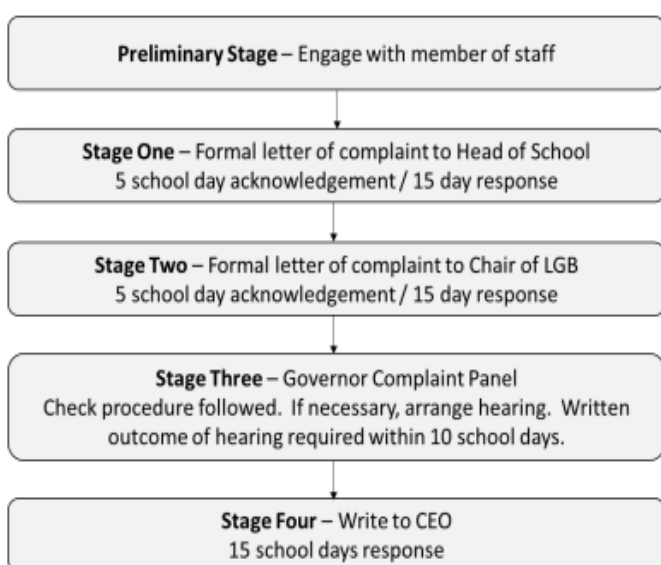 Preliminary Stage – Engage with member of staff
Stage One – Formal letter of complaint to Head of School
5 school day acknowledgement / 15 day response
Stage Two – Formal letter of complaint to Chair of LGB
5 school day acknowledgement / 15 day response
Stage Three – Governor Complaint Panel
Check procedure followed.  If necessary, arrange hearing.  Written
outcome of hearing required within 10 school days.
Stage Four – Write to CEO
15 school days response